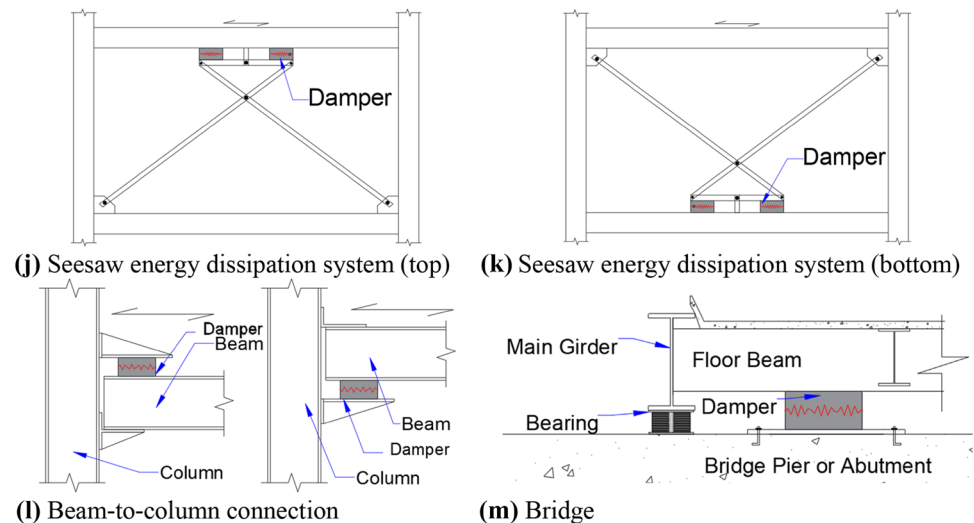 Damper
Damper
(j) Seesaw energy dissipation system (top)
(k) Seesaw energy dissipation system (bottom)
Damper
Beam
Column
Beam
Damper
Column
Main Girder
Floor Beam
Damper
Bearing
Bridge Pier or Abutment
(l) Beam-to-column connection
(m) Bridge